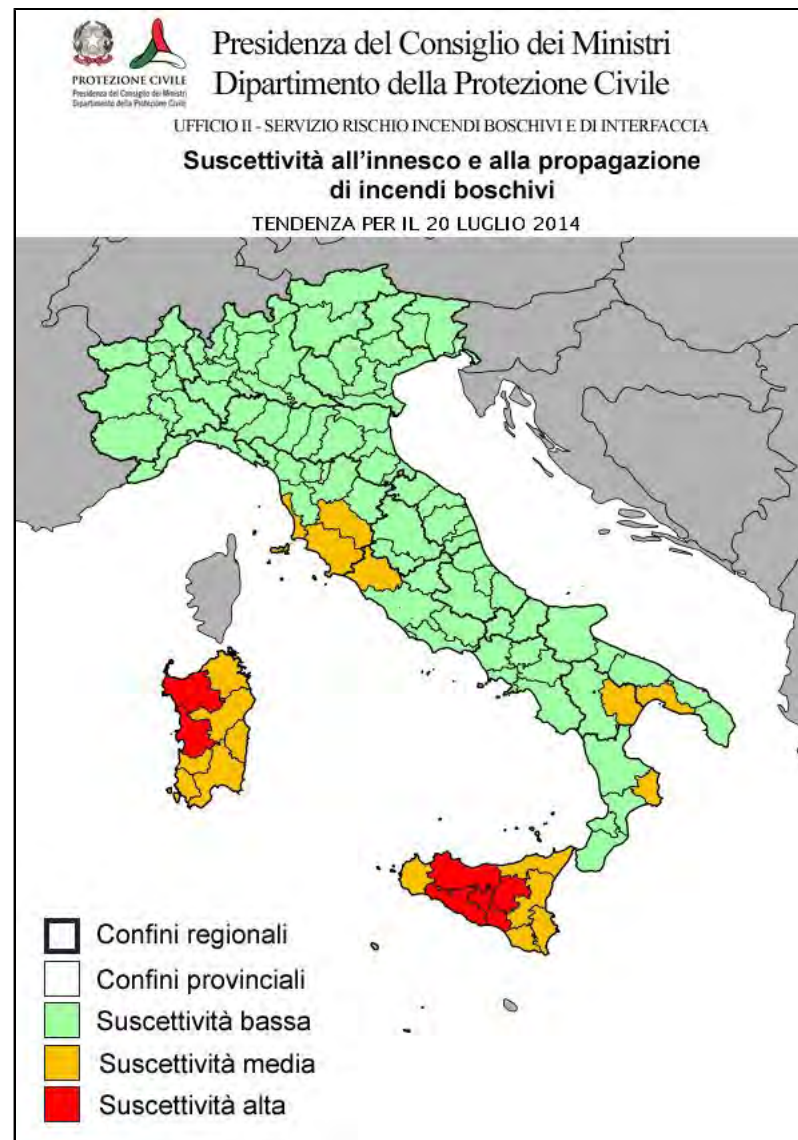 Presidenza del Consiglio dei Ministri
Dipartimento della Protezione Civile
PROTEZIONE CIVILE
Presidenza del Consiglio dei Ministri
Dipartimento della Protezione Civile
UFFICIO II - SERVIZIO RISCHIO INCENDI BOSCHIVI E DI INTERFACCIA
Suscettività all'innesco e alla propagazione
di incendi boschivi
TENDENZA PER IL 20 LUGLIO 2014
Confini regionali
Confini provinciali
Suscettività bassa
Suscettività media
Suscettività alta